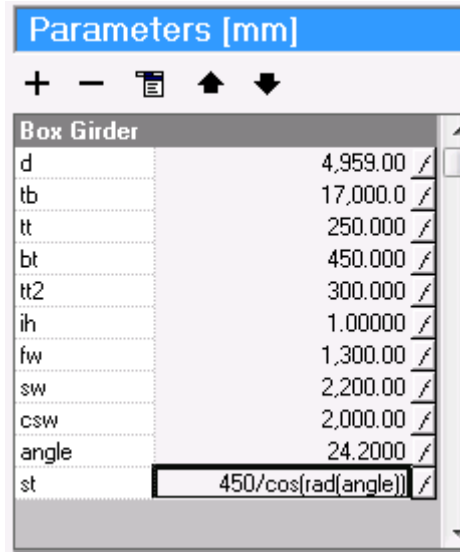 Parameters [mm]
Box Girder
d 4,959.00 f
tb 17,000.0 f
tt 250.000 f
bt 450.000 f
tt2 300.000 f
ih 1.00000 f
fw 1,300.00 f
sw 2,200.00 f
csw 2,000.00 f
angle 24.2000 f
st 450/cos(rad(angle)) f